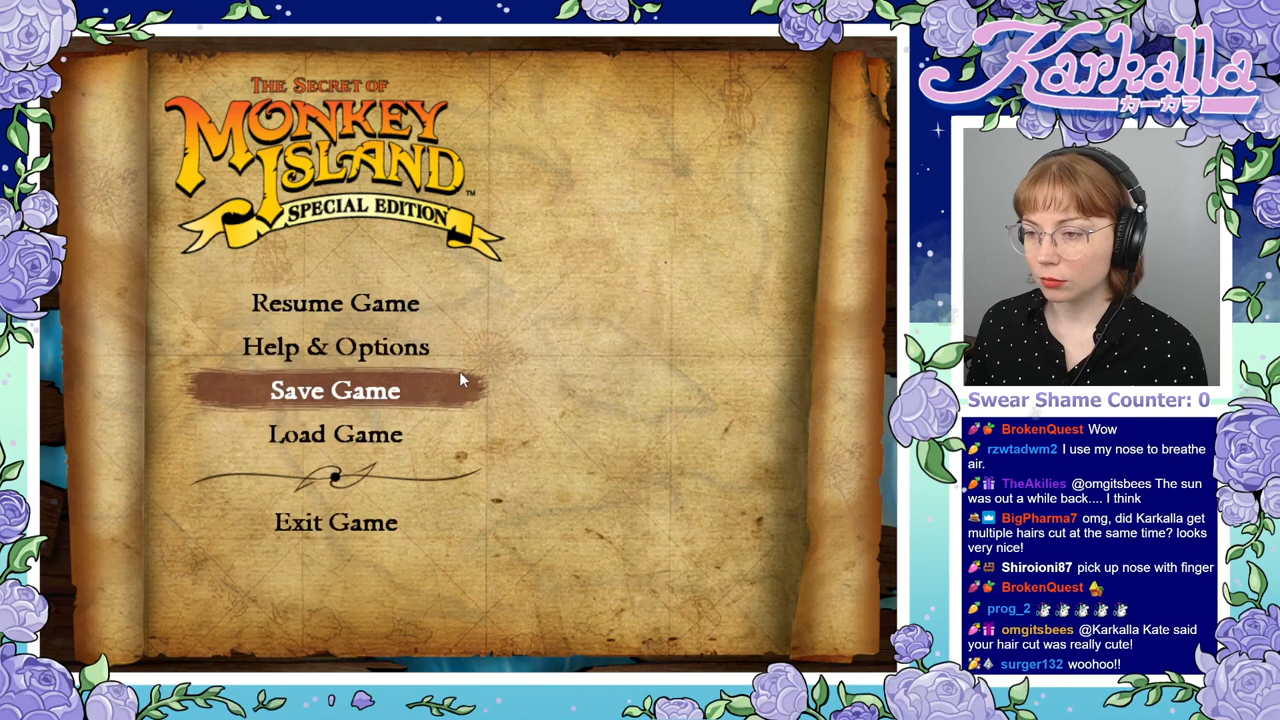 THE SECRET OF
MONKEY
ISLAND™
SPECIAL EDITION
Resume Game
Help & Options
Save Game
Load Game
Exit Game
Karkalla
カーカラ
Swear Shame Counter: 0
BrokenQuest Wow
rzwtadwm2 I use my nose to breathe
air.
TheAkilies @omgitsbees The sun
was out a while back.... I think
BigPharma7 omg, did Karkalla get
multiple hairs cut at the same time? looks
very nice!
Shiroioni87 pick up nose with finger
BrokenQuest
prog_2
omgitsbees @Karkalla Kate said
your hair cut was really cute!
surger132 woohoo!!